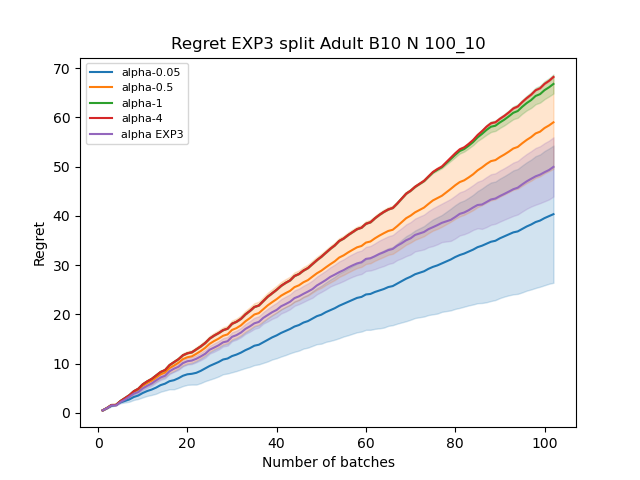 Regret EXP3 split Adult B10 N 100_10
Regret
70
60
50
40
30
20
10
0
alpha-0.05
alpha-0.5
alpha-1
alpha-4
alpha EXP3
0 20 40 60 80 100
Number of batches